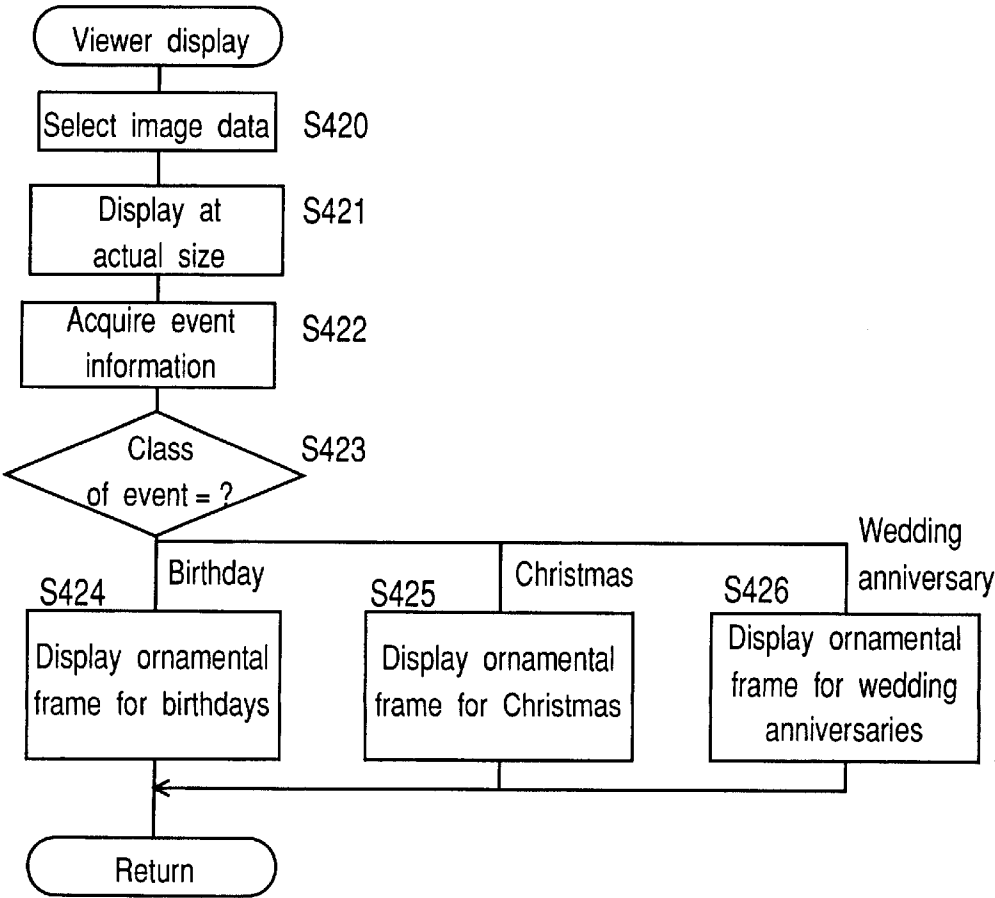 Viewer display
Select image data
S420
Display at
actual size
S421
Acquire event
information
S422
Class
of event = ?
S423
Birthday
Christmas
Wedding
anniversary
S424
Display ornamental
frame for birthdays
S425
Display ornamental
frame for Christmas
S426
Display ornamental
frame for wedding
anniversaries
Return